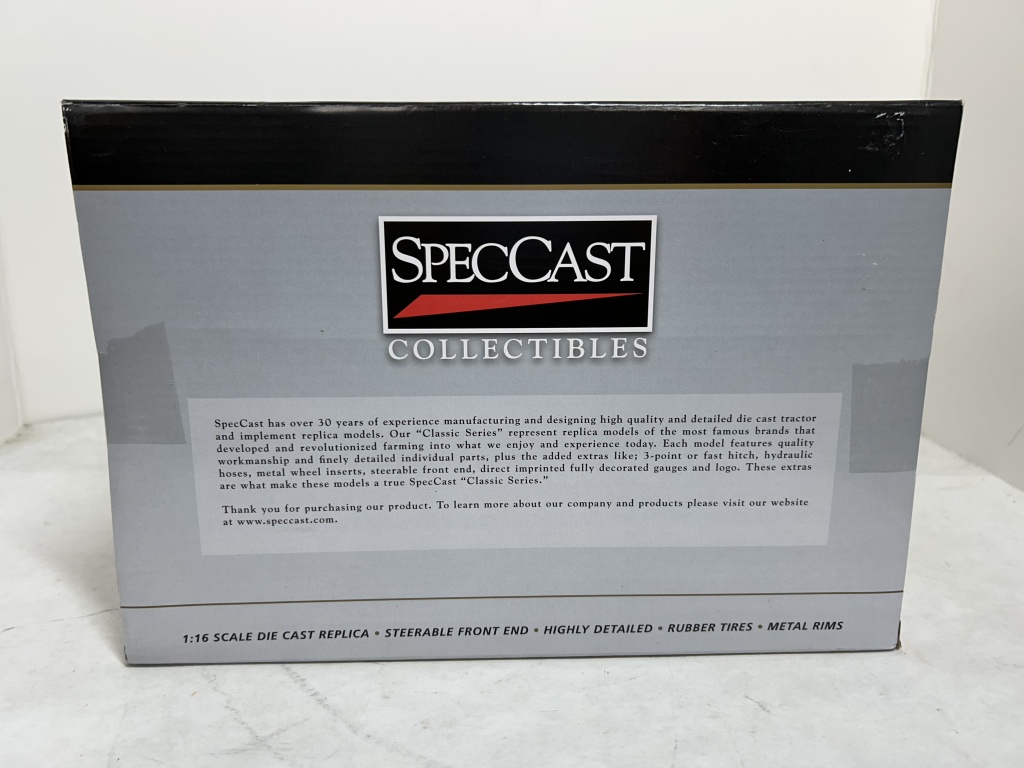 SPECCAST
COLLECTIBLES
SpecCast has over 30 years of experience manufacturing and designing high quality and detailed die cast tractor
and implement replica models. Our “Classic Series” represent replica models of the most famous brands that
developed and revolutionized farming into what we enjoy and experience today. Each model features quality
workmanship and finely detailed individual parts, plus the added extras like; 3-point or fast hitch, hydraulic
hoses, metal wheel inserts, steerable front end, direct imprinted fully decorated gauges and logo. These extras
are what make these models a true SpecCast “Classic Series.”
Thank you for purchasing our product. To learn more about our company and products please visit our website
at www.speccast.com.
1:16 SCALE DIE CAST REPLICA • STEERABLE FRONT END • HIGHLY DETAILED • RUBBER TIRES • METAL RIMS